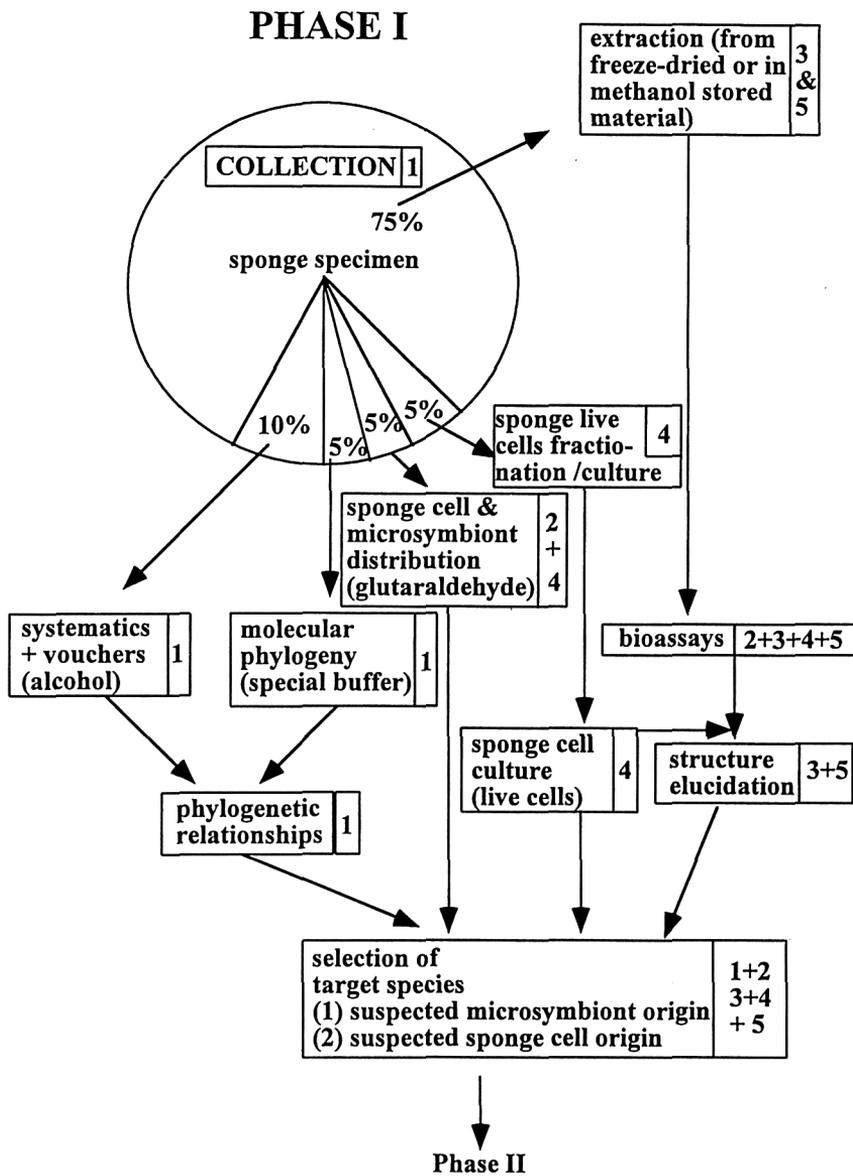 PHASE I
extraction (from
freeze-dried or in
methanol stored
material)
3
&
5
COLLECTION 1
75%
sponge specimen
10%
5%
5%
5%
sponge live
cells fractio-
nation /culture
4
sponge cell &
microsymbiont
distribution
(glutaraldehyde)
2
+
4
systematics
+ vouchers
(alcohol)
1
molecular
phylogeny
(special buffer)
1
bioassays 2+3+4+5
sponge cell
culture
(live cells)
4
structure
elucidation
3+5
phylogenetic
relationships
1
selection of
target species
(1) suspected microsymbiont origin
(2) suspected sponge cell origin
1+2
3+4
+ 5
Phase II